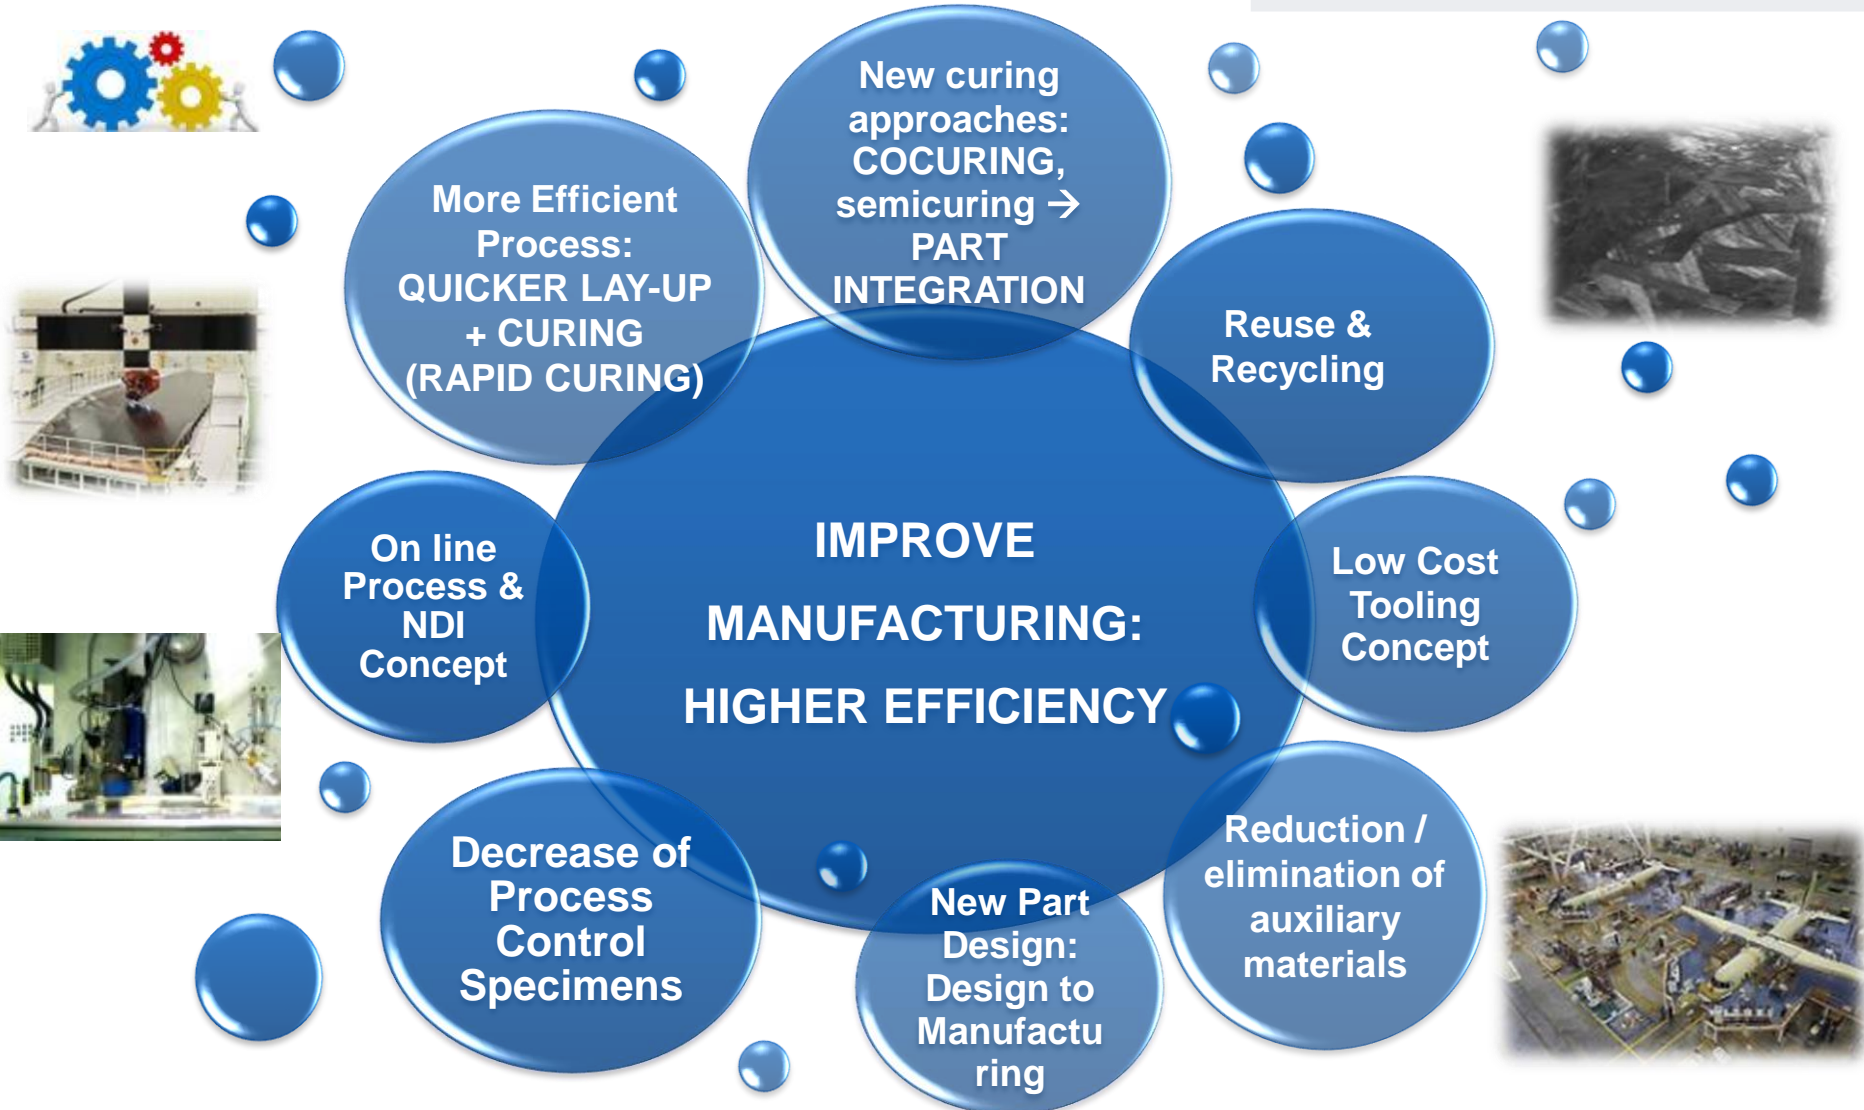 New curing
approaches:
COCURING,
semicuring →
PART
INTEGRATION
More Efficient
Process:
QUICKER LAY-UP
+ CURING
(RAPID CURING)
Reuse &
Recycling
On line
Process &
NDI
Concept
IMPROVE
MANUFACTURING:
HIGHER EFFICIENCY
Low Cost
Tooling
Concept
Decrease of
Process
Control
Specimens
New Part
Design:
Design to
Manufactu
ring
Reduction /
elimination of
auxiliary
materials